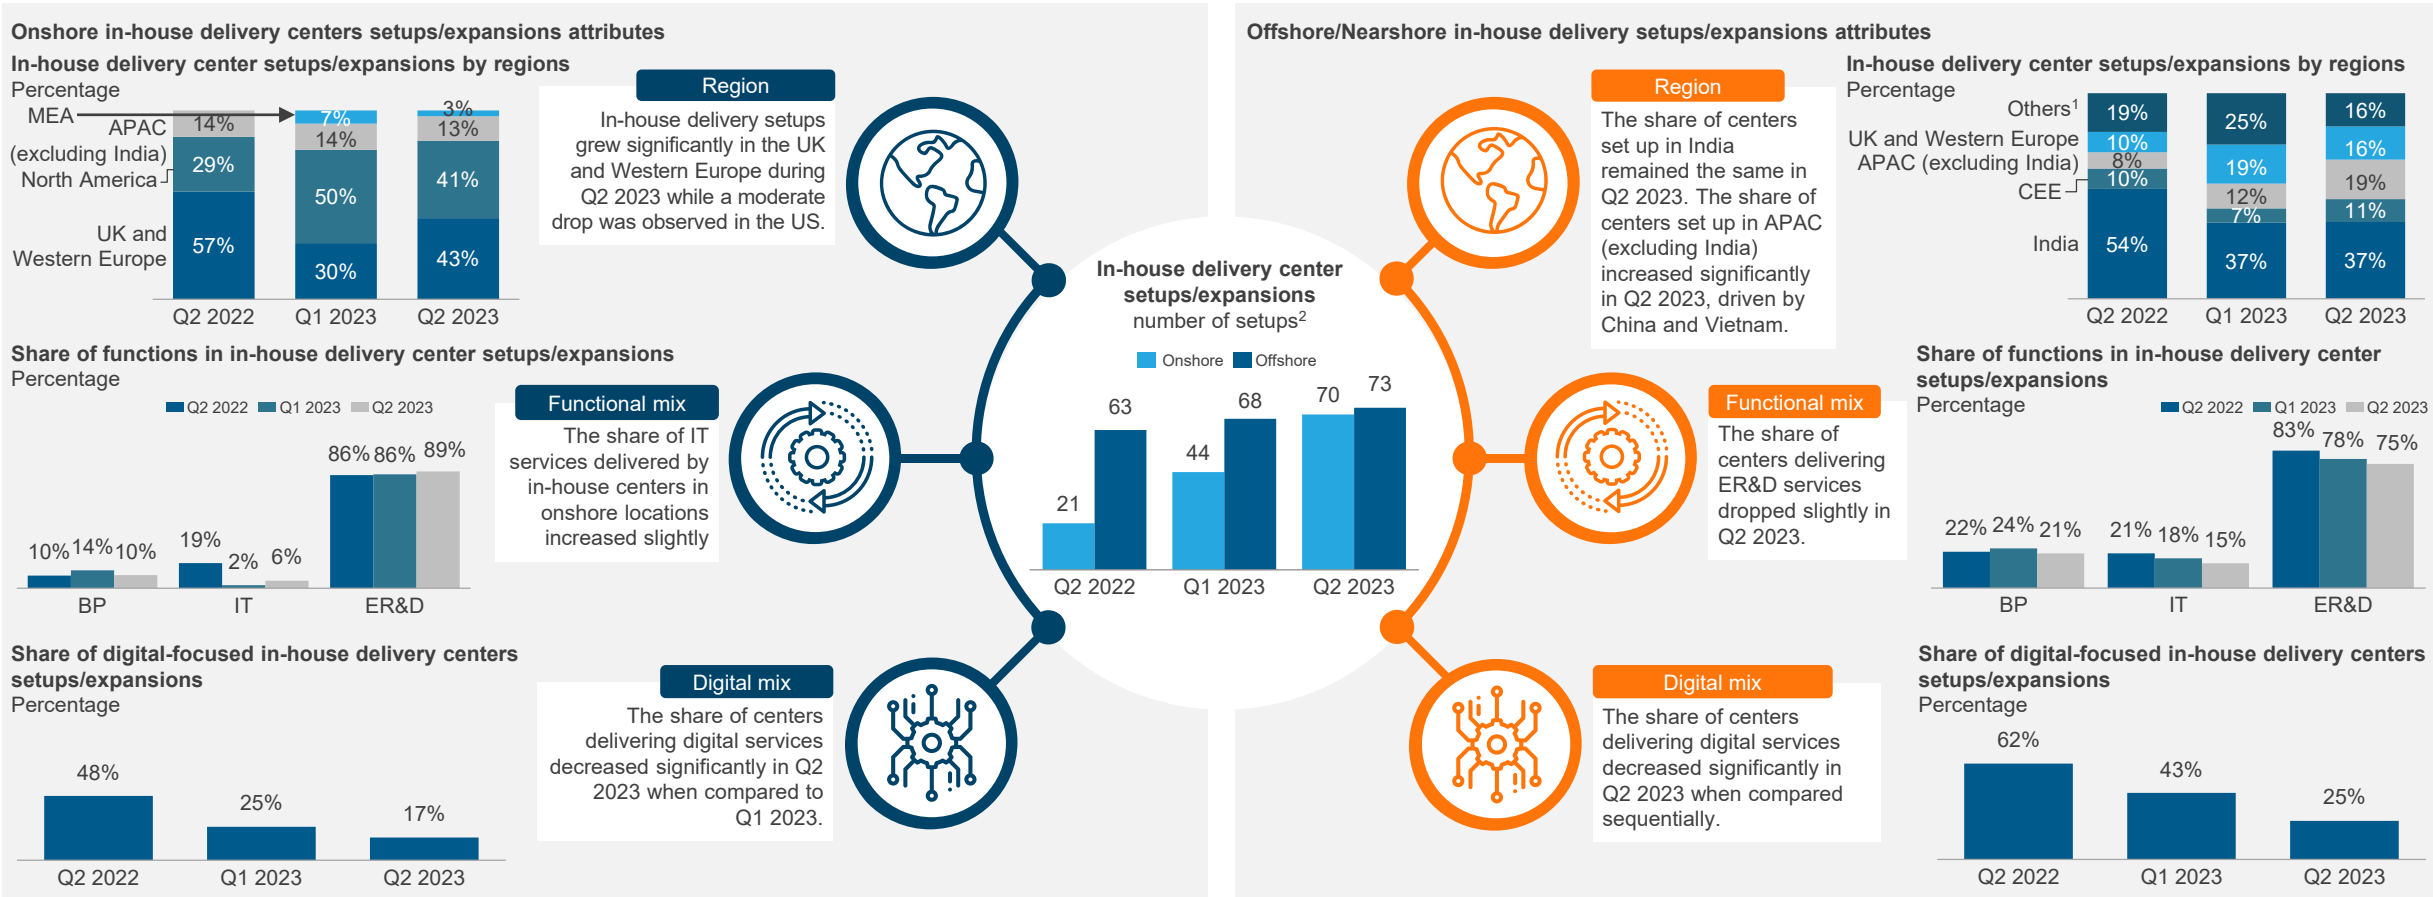 Onshore in-house delivery centers setups/expansions attributes
In-house delivery center setups/expansions by regions
Percentage
MEA
APAC
(excluding India)
North America
UK and
Western Europe
14%
29%
57%
7%
14%
50%
30%
3%
13%
41%
43%
Q2 2022
Q1 2023
Q2 2023
Region
In-house delivery setups
grew significantly in the UK
and Western Europe during
Q2 2023 while a moderate
drop was observed in the US.
Share of functions in in-house delivery center setups/expansions
Percentage
Q2 2022
Q1 2023
Q2 2023
10%
14%
10%
19%
2%
6%
86%
86%
89%
BP
IT
ER&D
Functional mix
The share of IT
services delivered by
in-house centers in
onshore locations
increased slightly
Share of digital-focused in-house delivery centers
setups/expansions
Percentage
48%
25%
17%
Q2 2022
Q1 2023
Q2 2023
Digital mix
The share of centers
delivering digital services
decreased significantly in Q2
2023 when compared to
Q1 2023.
In-house delivery center
setups/expansions
number of setups²
Onshore
Offshore
21
63
44
68
70
73
Q2 2022
Q1 2023
Q2 2023
Offshore/Nearshore in-house delivery setups/expansions attributes
Region
The share of centers
set up in India
remained the same in
Q2 2023. The share of
centers set up in APAC
(excluding India)
increased significantly
in Q2 2023, driven by
China and Vietnam.
In-house delivery center setups/expansions by regions
Percentage
Others¹
UK and Western Europe
APAC (excluding India)
CEE
India
19%
10%
8%
10%
54%
25%
19%
12%
7%
37%
16%
16%
19%
11%
37%
Q2 2022
Q1 2023
Q2 2023
Functional mix
The share of
centers delivering
ER&D services
dropped slightly in
Q2 2023.
Share of functions in in-house delivery center
setups/expansions
Percentage
Q2 2022
Q1 2023
Q2 2023
22%
24%
21%
21%
18%
15%
83%
78%
75%
BP
IT
ER&D
Digital mix
The share of centers
delivering digital services
decreased significantly in
Q2 2023 when compared
sequentially.
Share of digital-focused in-house delivery centers
setups/expansions
Percentage
62%
43%
25%
Q2 2022
Q1 2023
Q2 2023